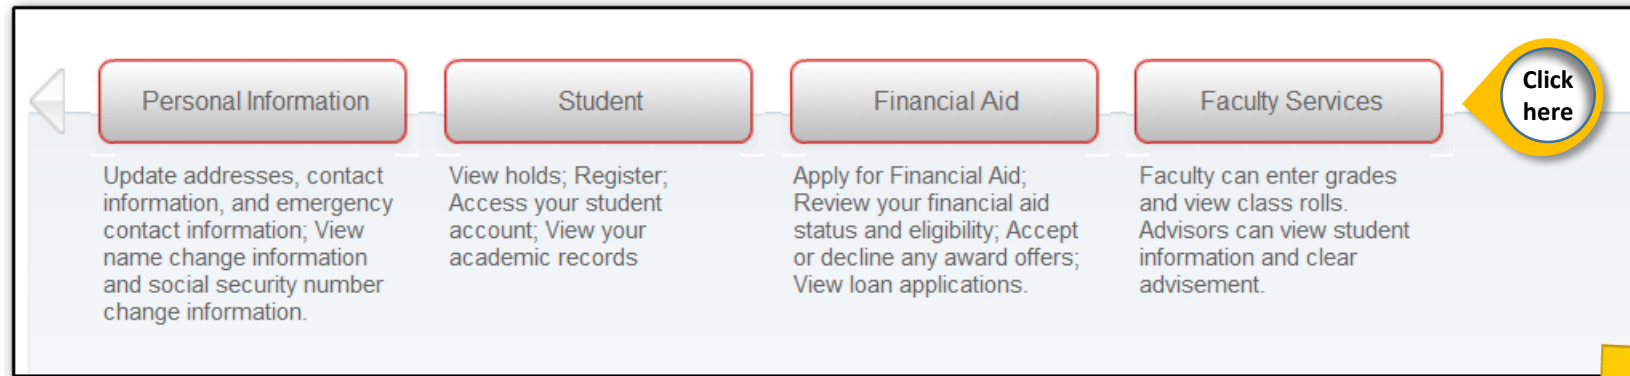 Personal Information
Student
Financial Aid
Faculty Services
Click
here
Update addresses, contact
information, and emergency
contact information; View
name change information
and social security number
change information.
View holds; Register;
Access your student
account; View your
academic records
Apply for Financial Aid;
Review your financial aid
status and eligibility; Accept
or decline any award offers;
View loan applications.
Faculty can enter grades
and view class rolls.
Advisors can view student
information and clear
advisement.